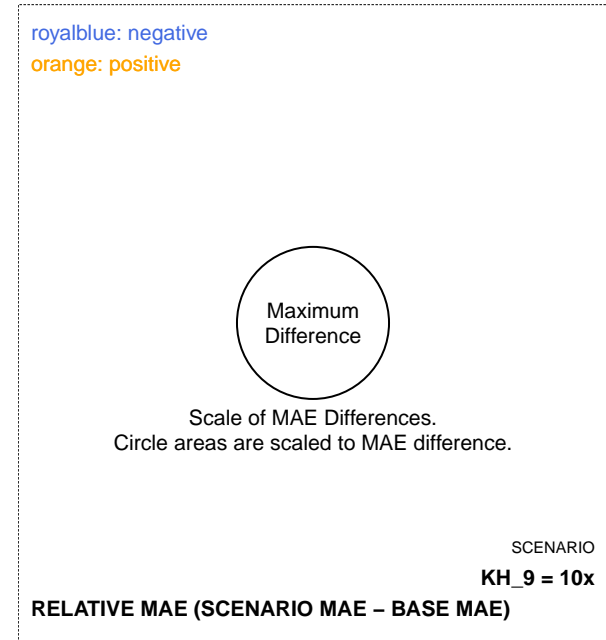 royalblue: negative
orange: positive
Maximum
Difference
Scale of MAE Differences.
Circle areas are scaled to MAE difference.
SCENARIO
KH_9 = 10x
RELATIVE MAE (SCENARIO MAE – BASE MAE)